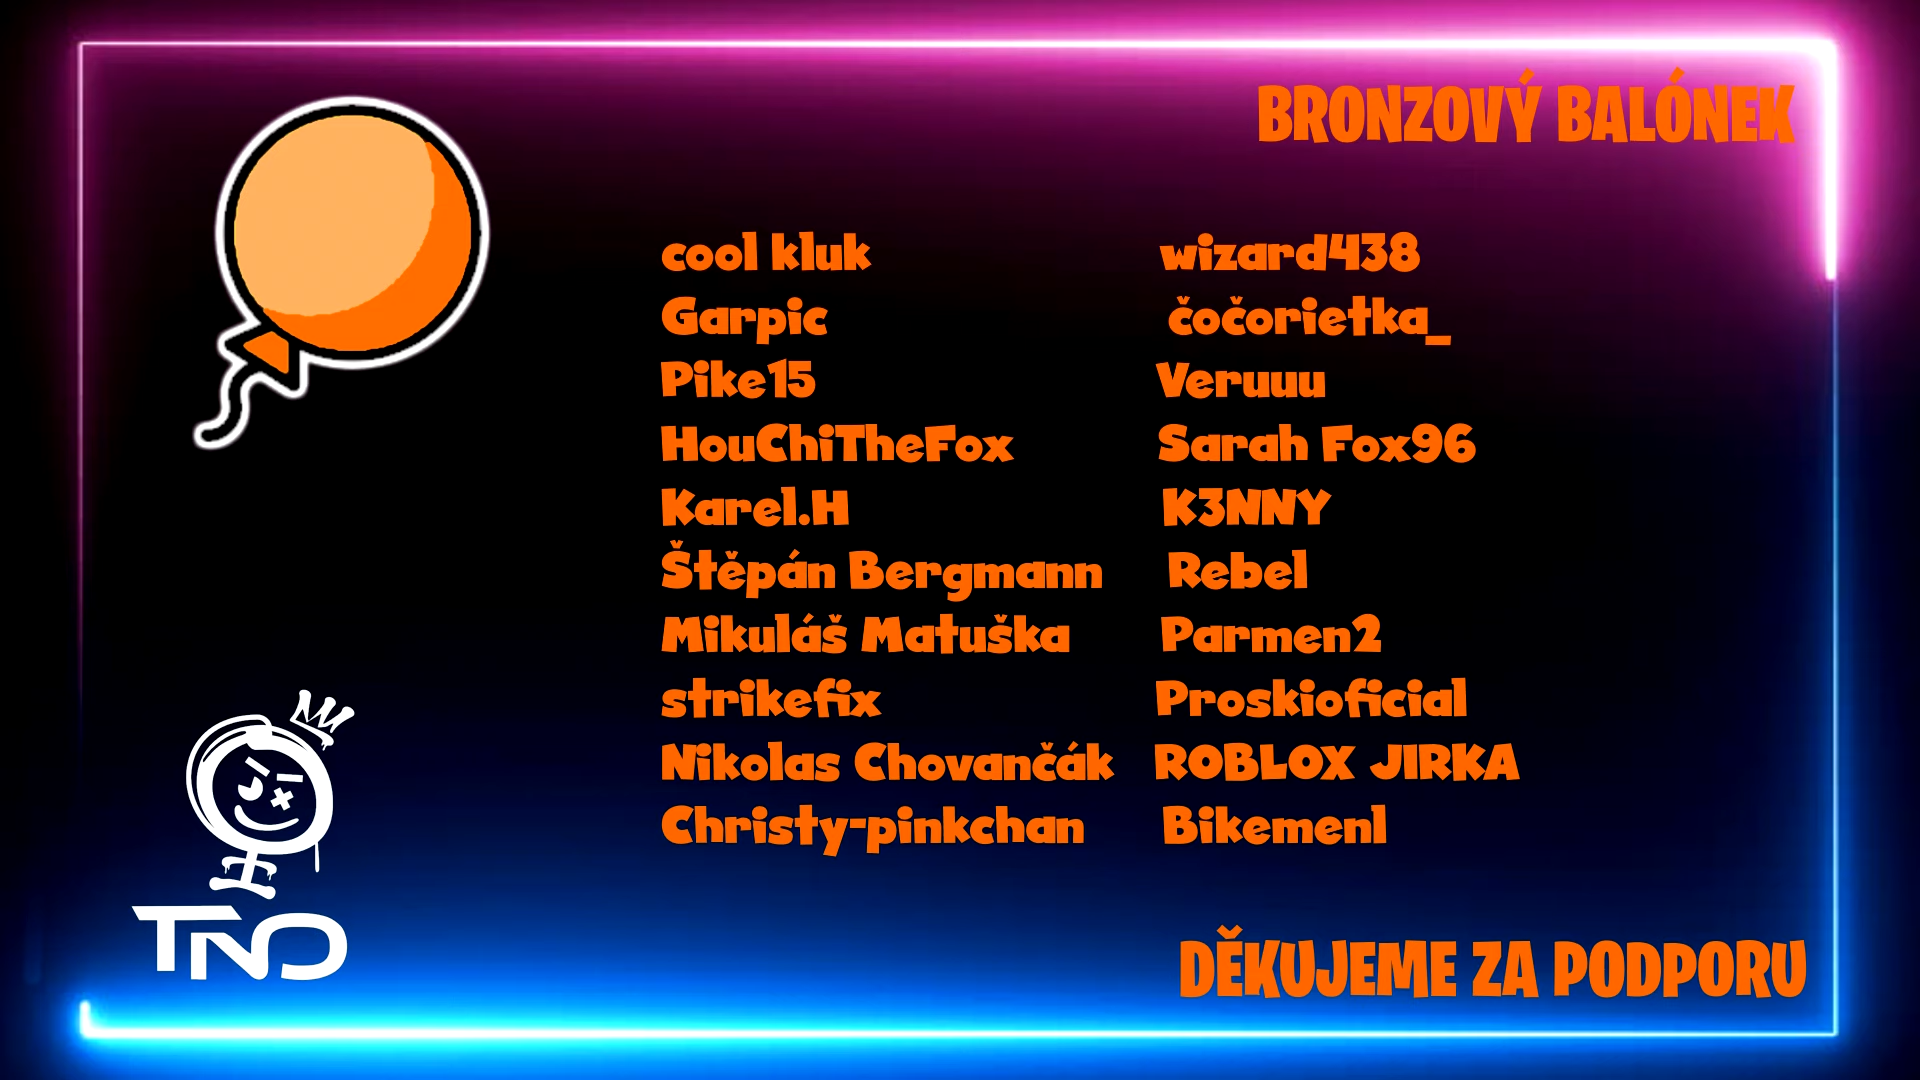 BRONZOVÝ BALÓNEK
cool kluk
Garpic
Pike15
HouChiTheFox
Karel.H
Štěpán Bergmann
Mikuláš Matuška
strikefix
Nikolas Chovančák
Christy-pinkchan
wizard438
čočorietka_
Veruuu
Sarah Fox96
K3NNY
Rebel
Parmen2
Proskioficial
ROBLOX JIRKA
Bikemenl
TNO
DĚKUJEME ZA PODPORU